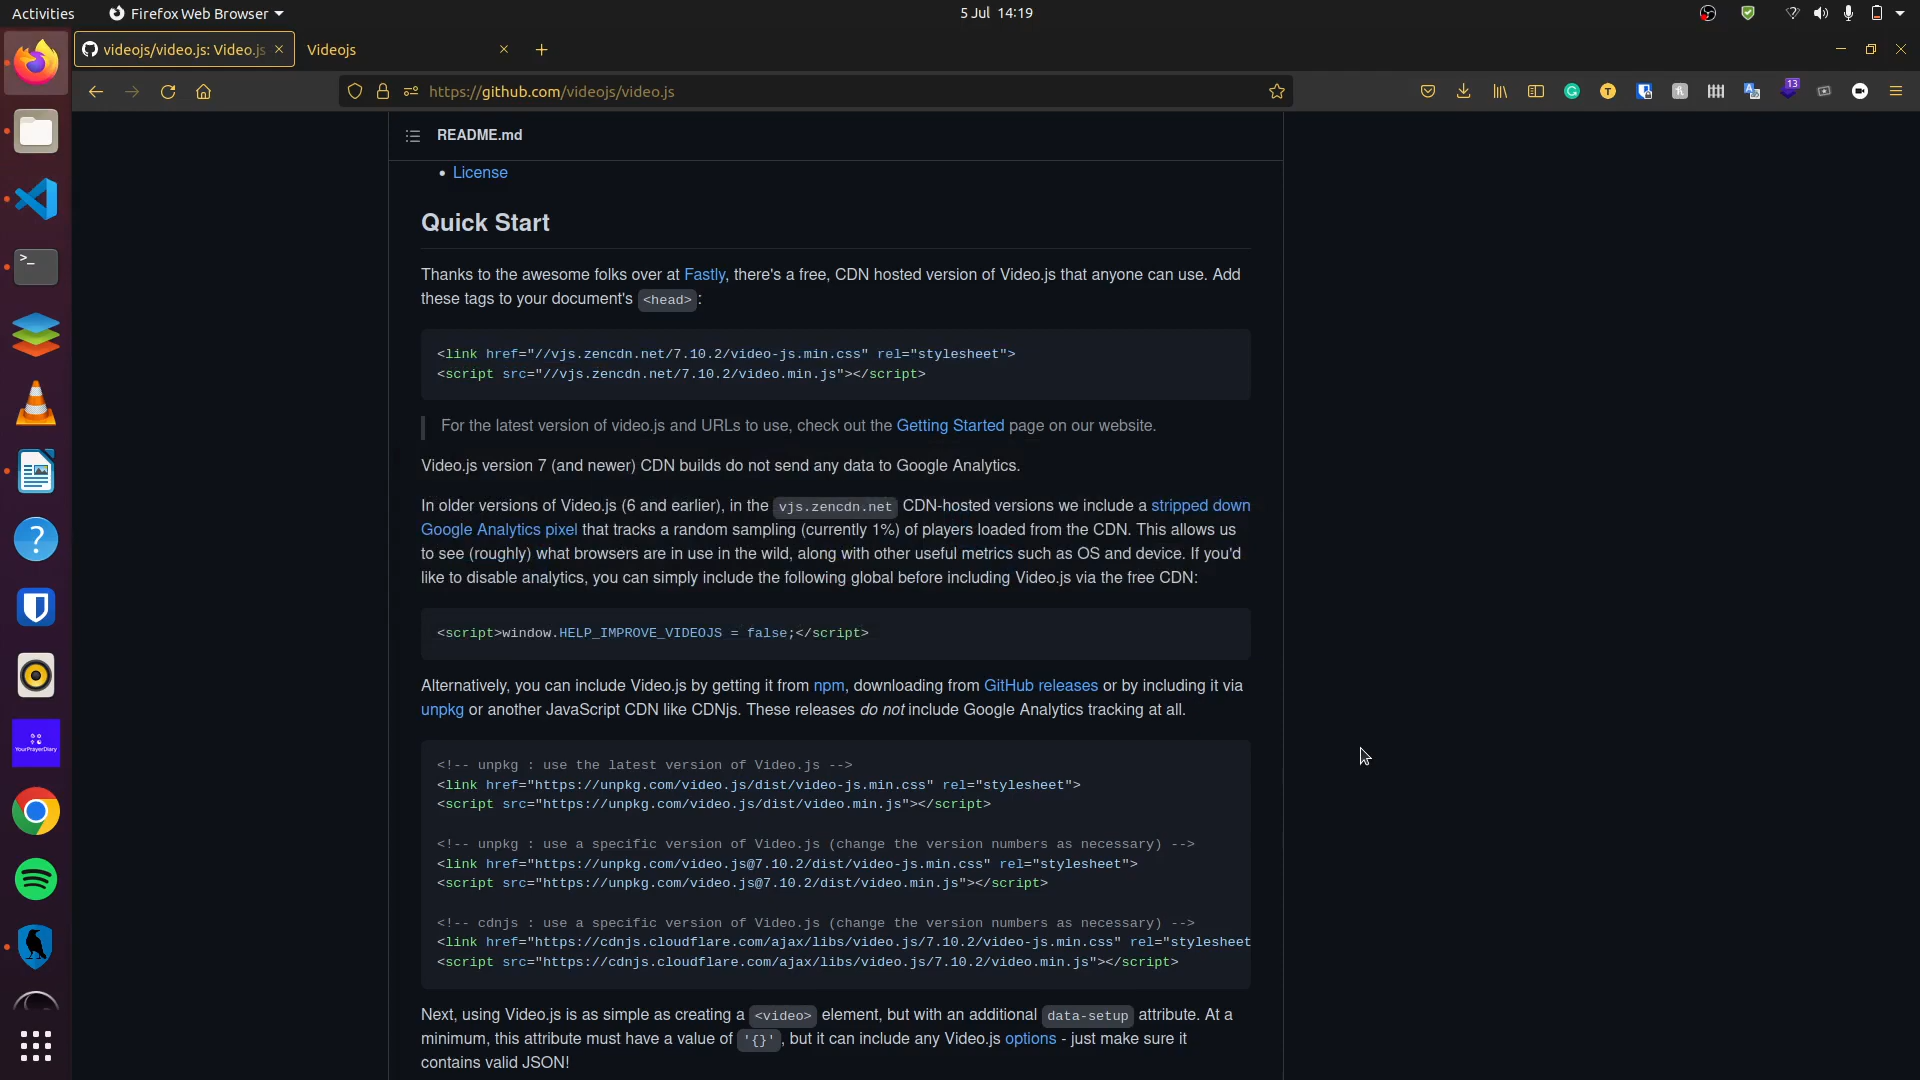 Activities
Firefox Web Browser
5 Jul 14:19
videojs/video.js: Video.js
Videojs
https://github.com/videojs/video.js
13
README.md
License
Quick Start
Thanks to the awesome folks over at Fastly, there's a free, CDN hosted version of Video.js that anyone can use. Add
these tags to your document's <head>:
<link href="//vjs.zencdn.net/7.10.2/video-js.min.css" rel="stylesheet">
<script src="//vjs.zencdn.net/7.10.2/video.min.js"></script>
For the latest version of video.js and URLs to use, check out the Getting Started page on our website.
Video.js version 7 (and newer) CDN builds do not send any data to Google Analytics.
In older versions of Video.js (6 and earlier), in the vjs.zencdn.net CDN-hosted versions we include a stripped down
Google Analytics pixel that tracks a random sampling (currently 1%) of players loaded from the CDN. This allows us
to see (roughly) what browsers are in use in the wild, along with other useful metrics such as OS and device. If you'd
like to disable analytics, you can simply include the following global before including Video.js via the free CDN:
<script>window.HELP_IMPROVE_VIDEOJS = false;</script>
Alternatively, you can include Video.js by getting it from npm, downloading from GitHub releases or by including it via
unpkg or another JavaScript CDN like CDNjs. These releases do not include Google Analytics tracking at all.
YourPrayerDiary
<!-- unpkg : use the latest version of Video.js -->
<link href="https://unpkg.com/video.js/dist/video-js.min.css" rel="stylesheet">
<script src="https://unpkg.com/video.js/dist/video.min.js"></script>
<!-- unpkg : use a specific version of Video.js (change the version numbers as necessary) -->
<link href="https://unpkg.com/video.js@7.10.2/dist/video-js.min.css" rel="stylesheet">
<script src="https://unpkg.com/video.js@7.10.2/dist/video.min.js"></script>
<!-- cdnjs : use a specific version of Video.js (change the version numbers as necessary) -->
<link href="https://cdnjs.cloudflare.com/ajax/libs/video.js/7.10.2/video-js.min.css" rel="stylesheet
<script src="https://cdnjs.cloudflare.com/ajax/libs/video.js/7.10.2/video.min.js"></script>
Next, using Video.js is as simple as creating a <video> element, but with an additional data-setup attribute. At a
minimum, this attribute must have a value of '{}', but it can include any Video.js options - just make sure it
contains valid JSON!